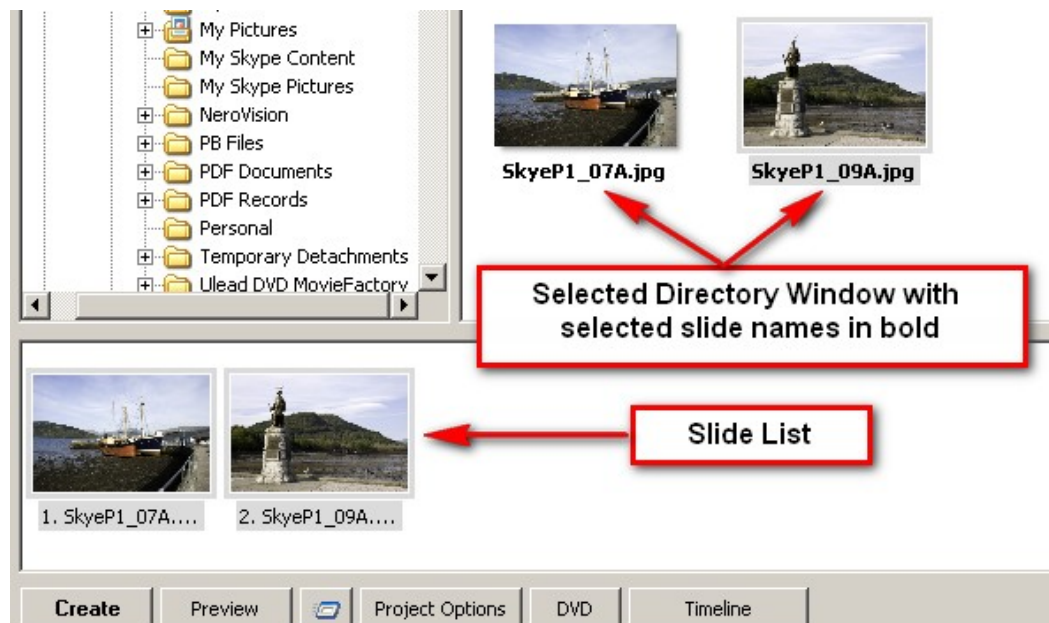 My Pictures
My Skype Content
My Skype Pictures
NeroVision
PB Files
PDF Documents
PDF Records
Personal
Temporary Detachments
Ulead DVD MovieFactory
SkyeP1_07A.jpg
SkyeP1_09A.jpg
Selected Directory Window with
selected slide names in bold
Slide List
1. SkyeP1_07A....
2. SkyeP1_09A....
Create
Preview
Project Options
DVD
Timeline